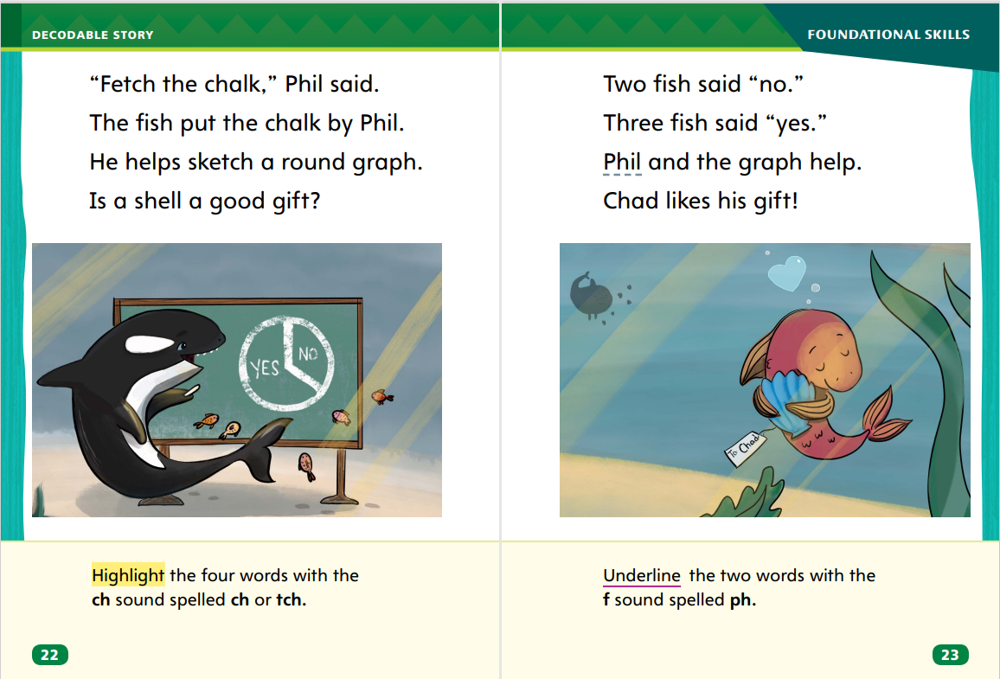 DECODABLE STORY
“Fetch the chalk,” Phil said.
The fish put the chalk by Phil.
He helps sketch a round graph.
Is a shell a good gift?
YES
NO
Highlight the four words with the
ch sound spelled ch or tch.
22
FOUNDATIONAL SKILLS
Two fish said “no.”
Three fish said “yes.”
Phil and the graph help.
Chad likes his gift!
To Chad
Underline the two words with the
f sound spelled ph.
23